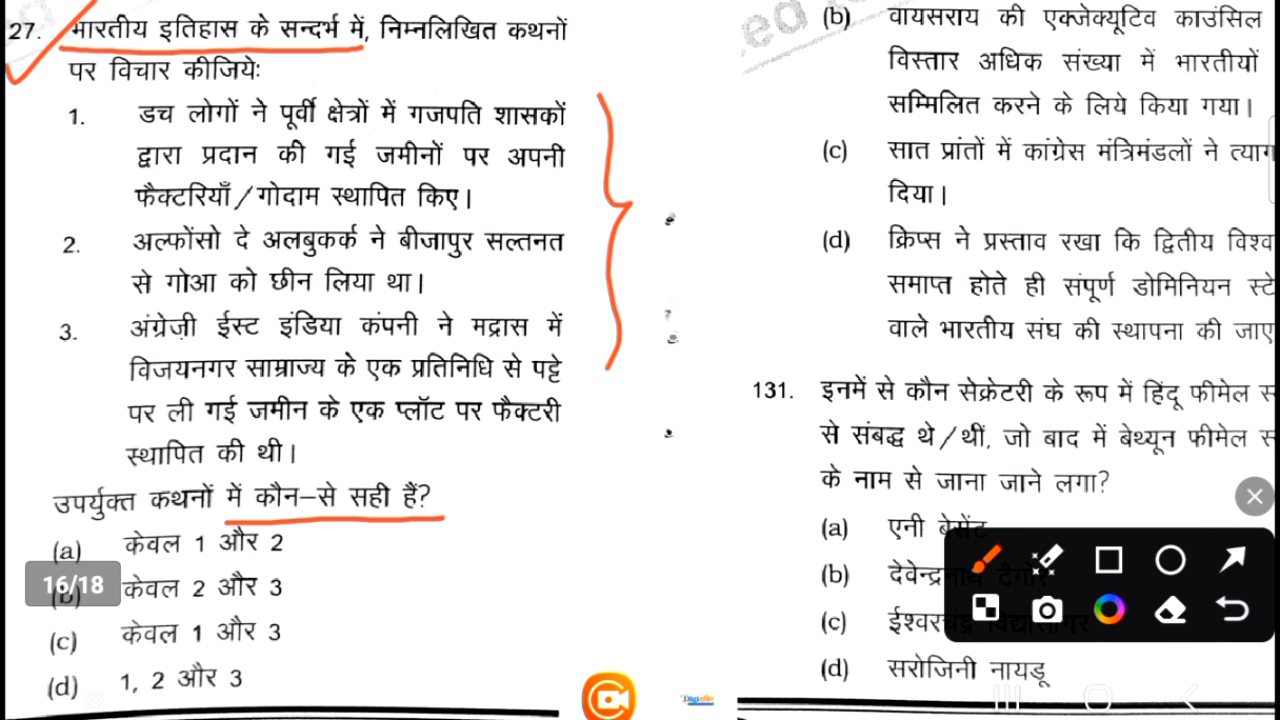 27. भारतीय इतिहास के सन्दर्भ में, निम्नलिखित कथनों
पर विचार कीजियेः
1. डच लोगों ने पूर्वी क्षेत्रों में गजपति शासकों
द्वारा प्रदान की गई जमीनों पर अपनी
फैक्टरियाँ/गोदाम स्थापित किए।
2. अल्फोंसो दे अलबुकर्क ने बीजापुर सल्तनत
से गोआ को छीन लिया था।
3. अंग्रेज़ी ईस्ट इंडिया कंपनी ने मद्रास में
विजयनगर साम्राज्य के एक प्रतिनिधि से पट्टे
पर ली गई जमीन के एक प्लॉट पर फैक्टरी
स्थापित की थी।
उपर्युक्त कथनों में कौन-से सही हैं?
(a) केवल 1 और 2
(b) केवल 2 और 3
(c) केवल 1 और 3
(d) 1, 2 और 3
16/18
(b) वायसराय की एक्जेक्यूटिव काउंसिल
विस्तार अधिक संख्या में भारतीयों
सम्मिलित करने के लिये किया गया।
(c) सात प्रांतों में कांग्रेस मंत्रिमंडलों ने त्याग
दिया।
(d) क्रिप्स ने प्रस्ताव रखा कि द्वितीय विश्व
समाप्त होते ही संपूर्ण डोमिनियन स्टे
वाले भारतीय संघ की स्थापना की जाए
131. इनमें से कौन सेक्रेटरी के रूप में हिंदू फीमेल स
से संबद्ध थे/थीं, जो बाद में बेथ्यून फीमेल स
के नाम से जाना जाने लगा?
(a) एनी बेसेंट
(b) देवेन्द्रनाथ टैगोर
(c) ईश्वरचंद्र विद्यासागर
(d) सरोजिनी नायडू